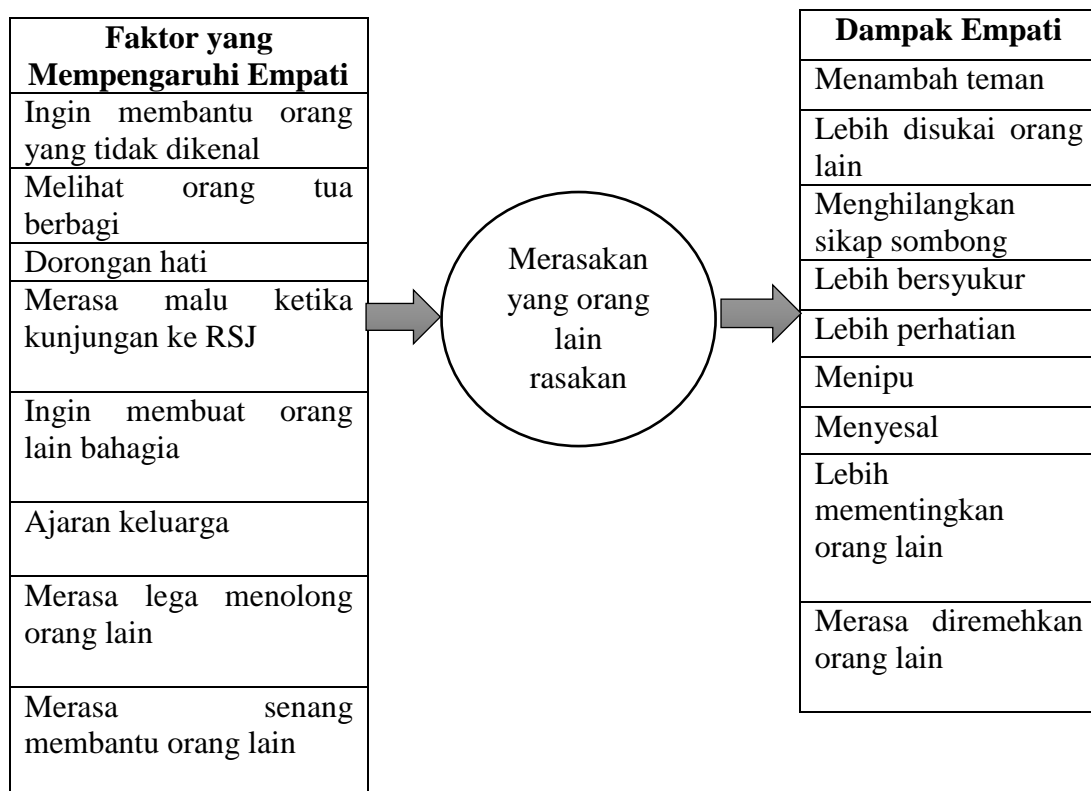 Faktor yang
Mempengaruhi Empati
Ingin membantu orang
yang tidak dikenal
Melihat orang tua
berbagi
Dorongan hati
Merasa malu ketika
kunjungan ke RSJ
Ingin membuat orang
lain bahagia
Ajaran keluarga
Merasa lega menolong
orang lain
Merasa senang
membantu orang lain
Merasakan
yang orang
lain
rasakan
Dampak Empati
Menambah teman
Lebih disukai orang
lain
Menghilangkan
sikap sombong
Lebih bersyukur
Lebih perhatian
Menipu
Menyesal
Lebih
mementingkan
orang lain
Merasa diremehkan
orang lain